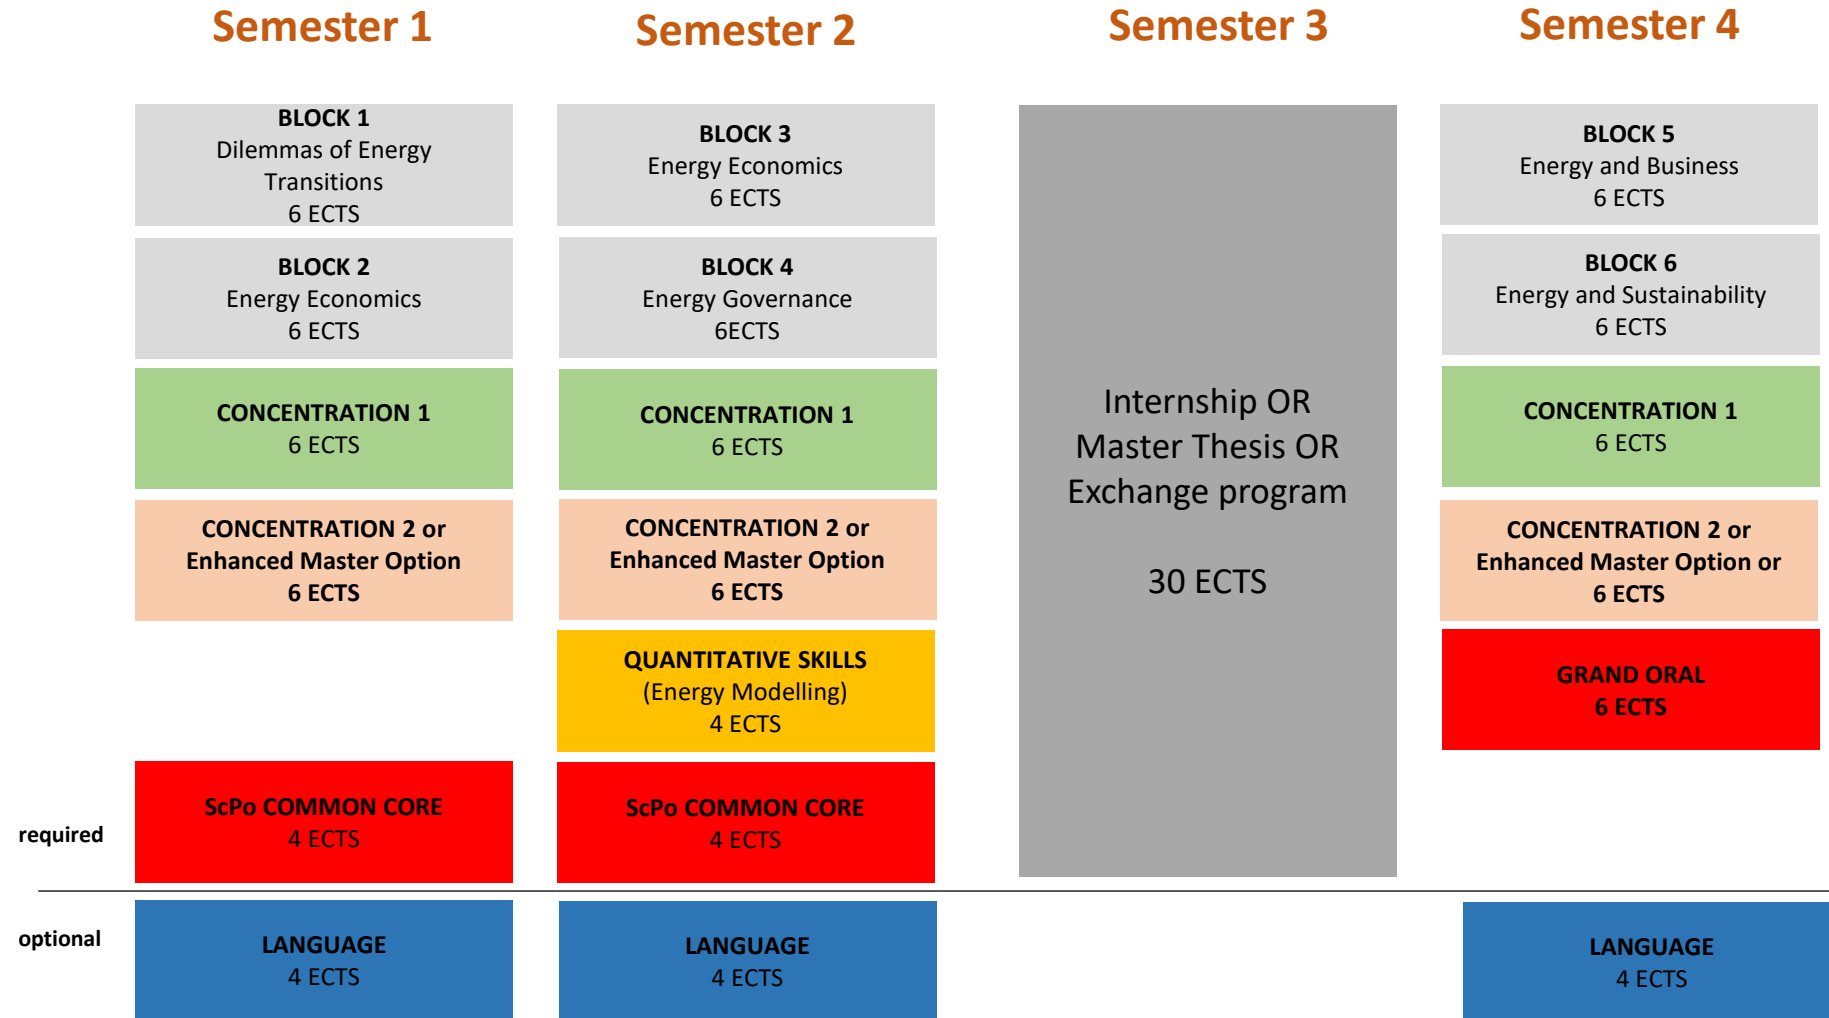 Semester 1
Semester 2
Semester 3
Semester 4
BLOCK 1
Dilemmas of Energy
Transitions
6 ECTS
BLOCK 2
Energy Economics
6 ECTS
CONCENTRATION 1
6 ECTS
CONCENTRATION 2 or
Enhanced Master Option
6 ECTS
ScPo COMMON CORE
4 ECTS
LANGUAGE
4 ECTS
BLOCK 3
Energy Economics
6 ECTS
BLOCK 4
Energy Governance
6ECTS
CONCENTRATION 1
6 ECTS
CONCENTRATION 2 or
Enhanced Master Option
6 ECTS
QUANTITATIVE SKILLS
(Energy Modelling)
4 ECTS
ScPo COMMON CORE
4 ECTS
LANGUAGE
4 ECTS
Internship OR
Master Thesis OR
Exchange program
30 ECTS
BLOCK 5
Energy and Business
6 ECTS
BLOCK 6
Energy and Sustainability
6 ECTS
CONCENTRATION 1
6 ECTS
CONCENTRATION 2 or
Enhanced Master Option or
6 ECTS
GRAND ORAL
6 ECTS
LANGUAGE
4 ECTS
required
optional